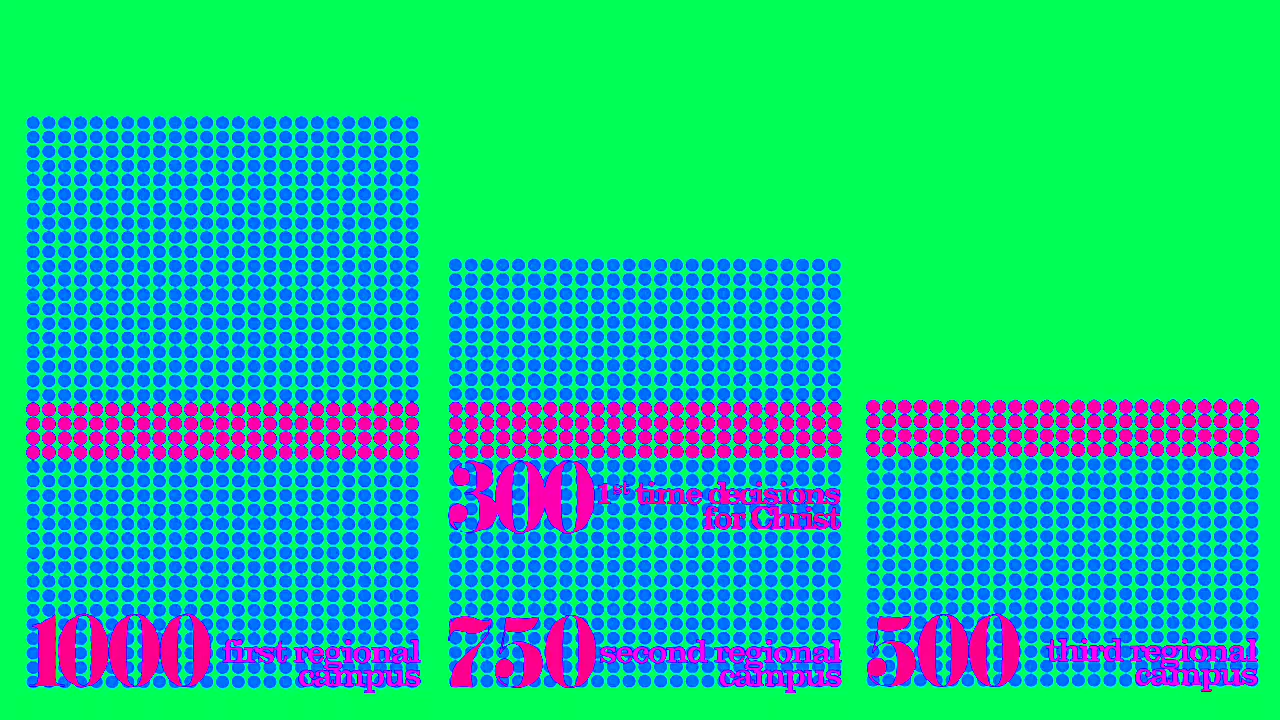 300 1st time decisions
for Christ
1000 first regional
campus
750 second regional
campus
500 third regional
campus